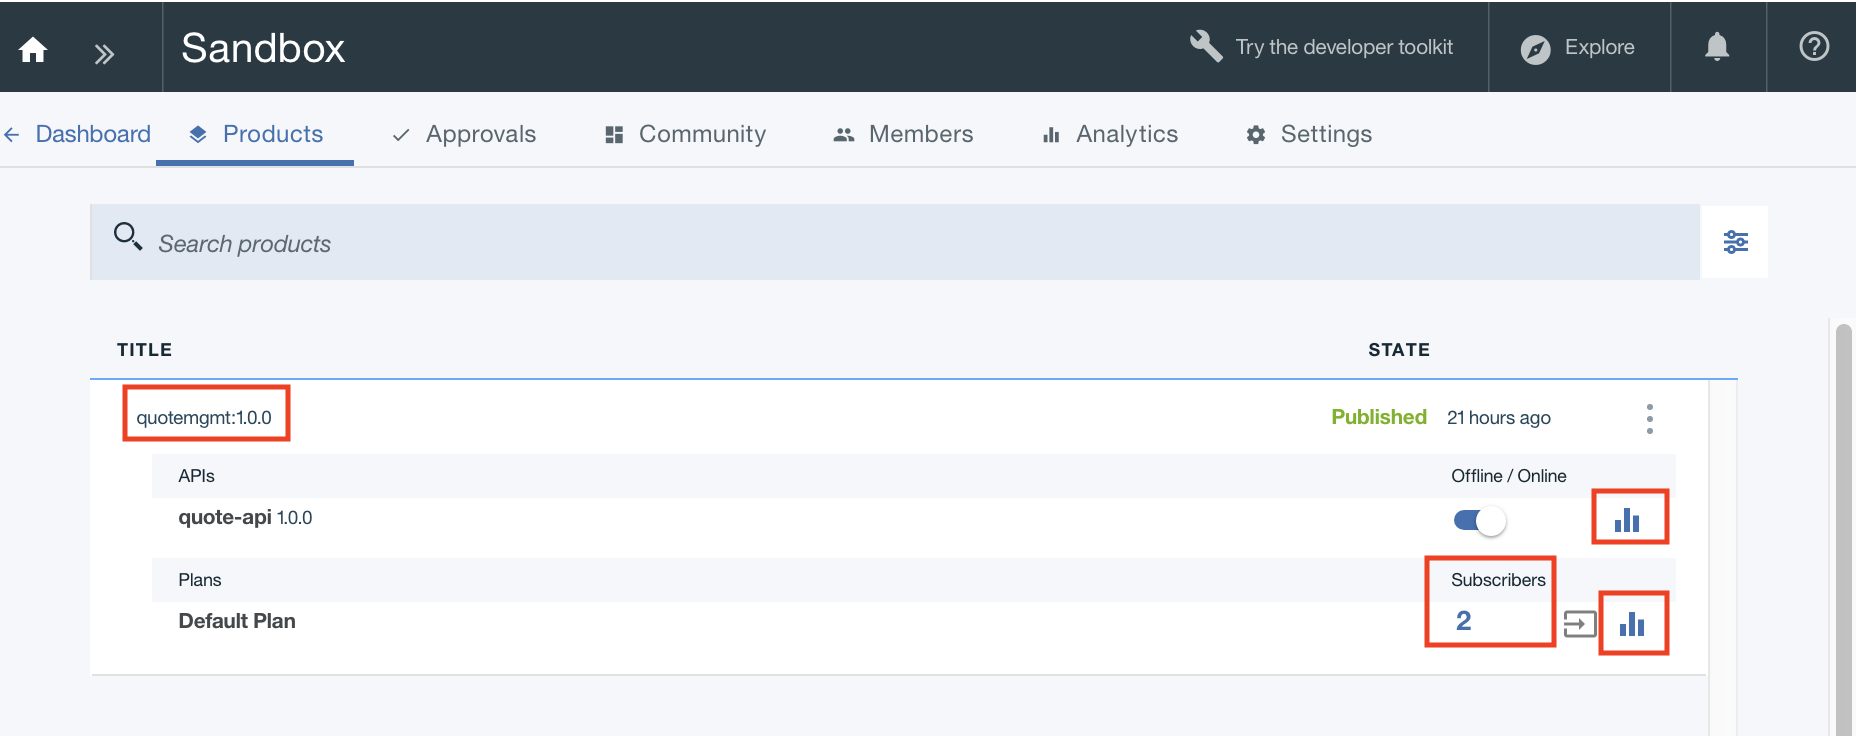 Sandbox
Try the developer toolkit
Explore
Dashboard
Products
Approvals
Community
Members
Analytics
Settings
Search products
TITLE
STATE
quotemgmt:1.0.0
Published 21 hours ago
APIs
Offline / Online
quote-api 1.0.0
Plans
Subscribers
Default Plan
2